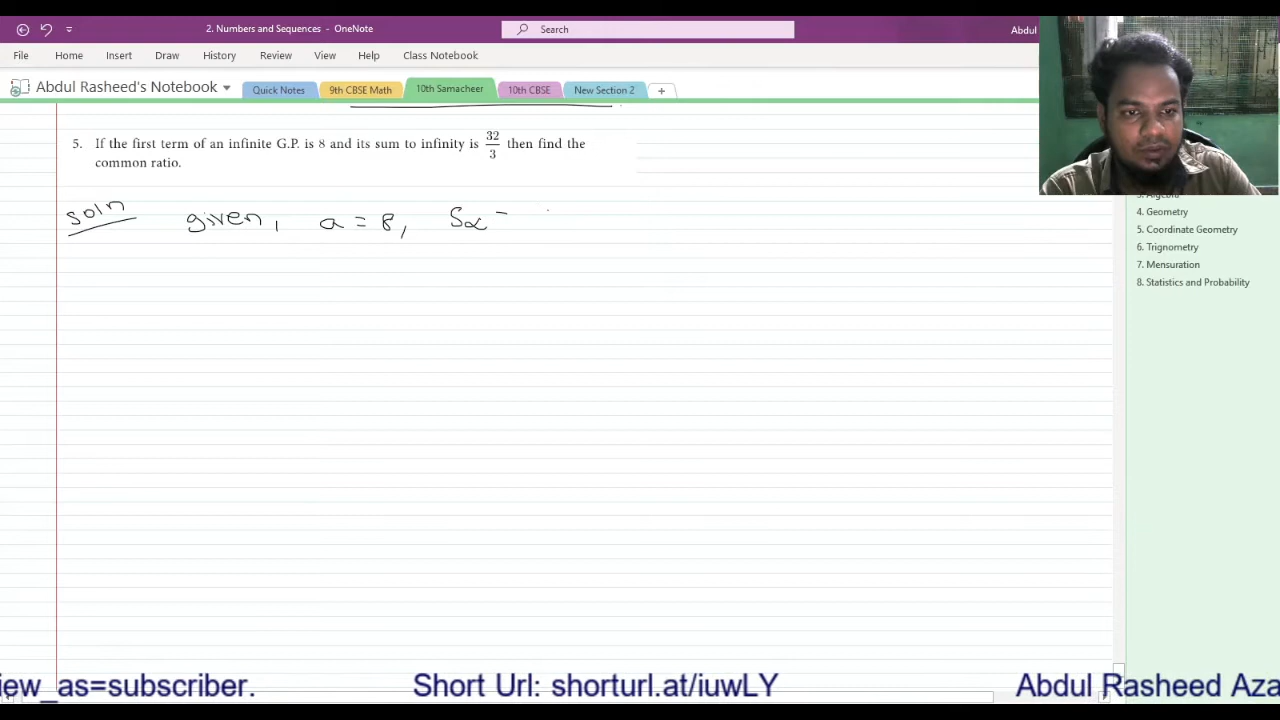 2. Numbers and Sequences - OneNote
Search
Abdul
File Home Insert Draw History Review View Help Class Notebook
Abdul Rasheed's Notebook Quick Notes 9th CBSE Math 10th Samacheer 10th CBSE New Section 2 +
5. If the first term of an infinite G.P. is 8 and its sum to infinity is 32/3 then find the
common ratio.
soln given, a = 8, S∝ =
3. Algebra
4. Geometry
5. Coordinate Geometry
6. Trignometry
7. Mensuration
8. Statistics and Probability
iew_as=subscriber. Short Url: shorturl.at/iuwLY Abdul Rasheed Aza